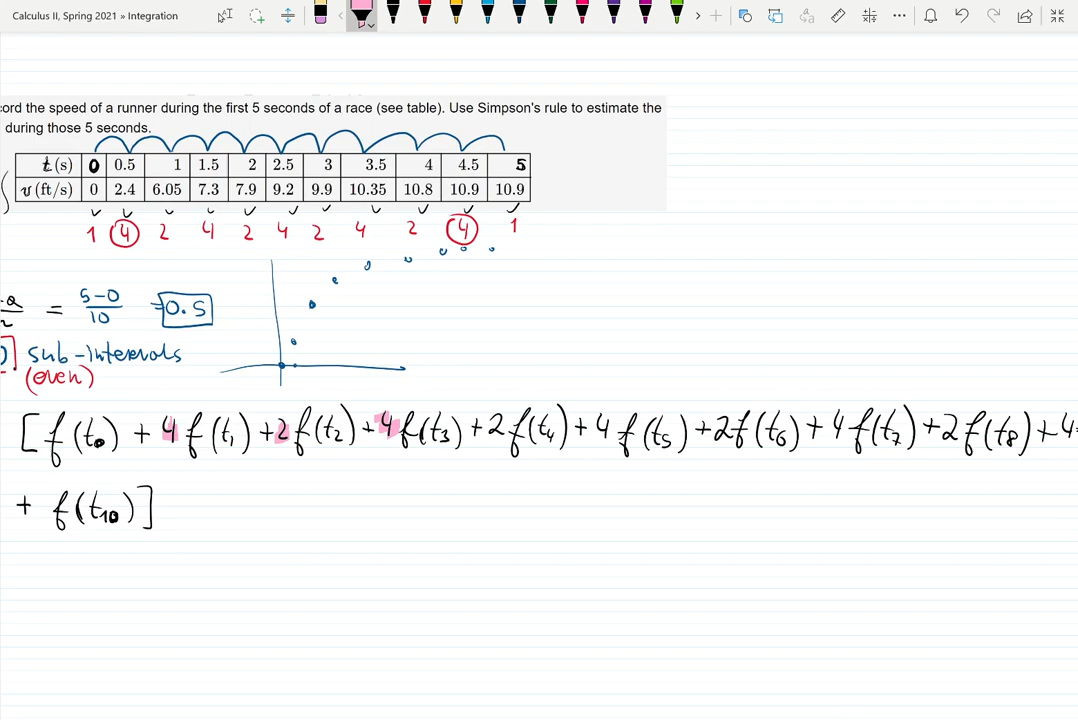 Calculus II, Spring 2021 » Integration
cord the speed of a runner during the first 5 seconds of a race (see table). Use Simpson's rule to estimate the
during those 5 seconds.
t(s) 0 0.5 1 1.5 2 2.5 3 3.5 4 4.5 5
v(ft/s) 0 2.4 6.05 7.3 7.9 9.2 9.9 10.35 10.8 10.9 10.9
1 4 2 4 2 4 2 4 2 4 1
= 5-0/10 = 0.5
sub-intervals
(even)
[f(t0) + 4f(t1) + 2f(t2) + 4f(t3) + 2f(t4) + 4f(t5) + 2f(t6) + 4f(t7) + 2f(t8) + 4
+ f(t10)]